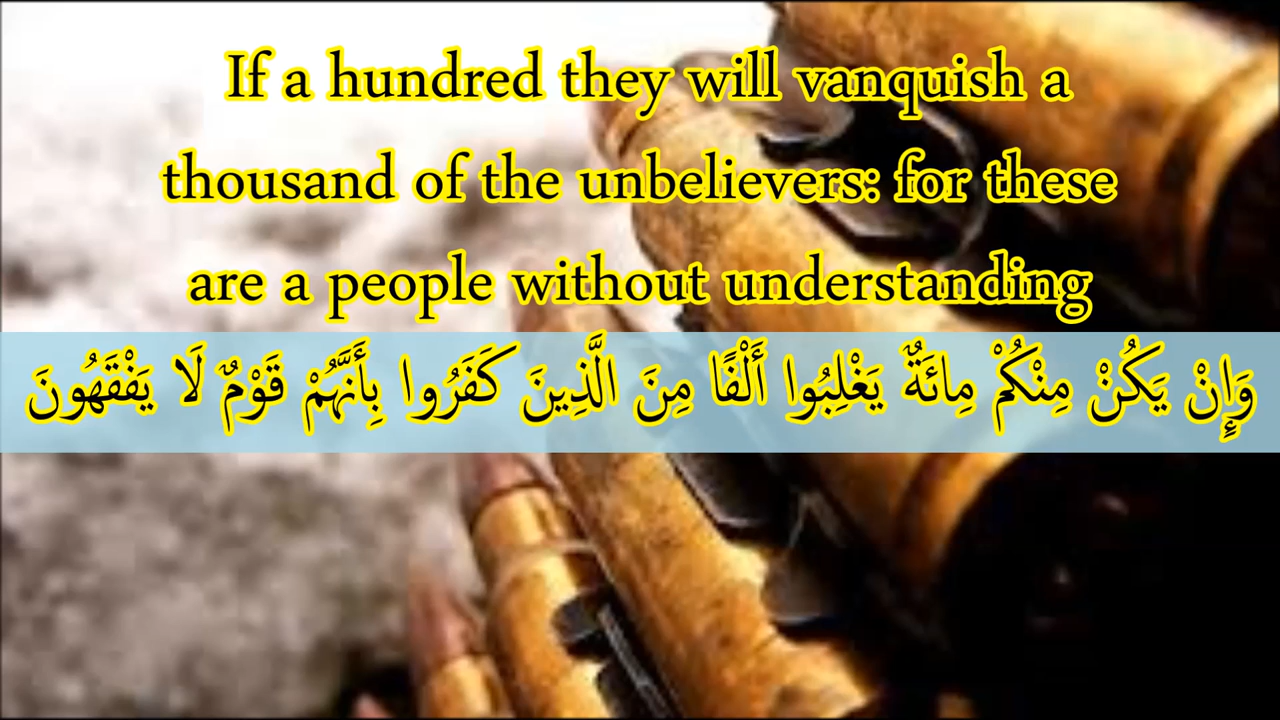 If a hundred they will vanquish a
thousand of the unbelievers: for these
are a people without understanding
وَإِنْ يَكُنْ مِنْكُمْ مِائَةٌ يَغْلِبُوا أَلْفًا مِنَ الَّذِينَ كَفَرُوا بِأَنَّهُمْ قَوْمٌ لَا يَفْقَهُونَ